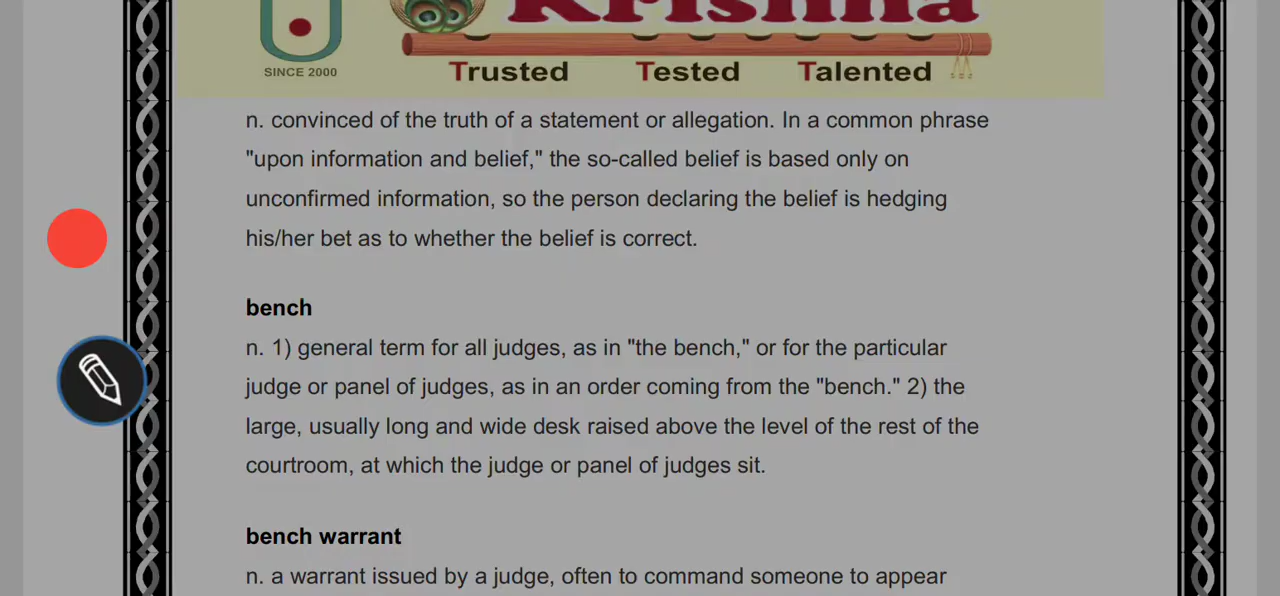 Krishna
SINCE 2000
Trusted Tested Talented
n. convinced of the truth of a statement or allegation. In a common phrase
"upon information and belief," the so-called belief is based only on
unconfirmed information, so the person declaring the belief is hedging
his/her bet as to whether the belief is correct.
bench
n. 1) general term for all judges, as in "the bench," or for the particular
judge or panel of judges, as in an order coming from the "bench." 2) the
large, usually long and wide desk raised above the level of the rest of the
courtroom, at which the judge or panel of judges sit.
bench warrant
n. a warrant issued by a judge, often to command someone to appear